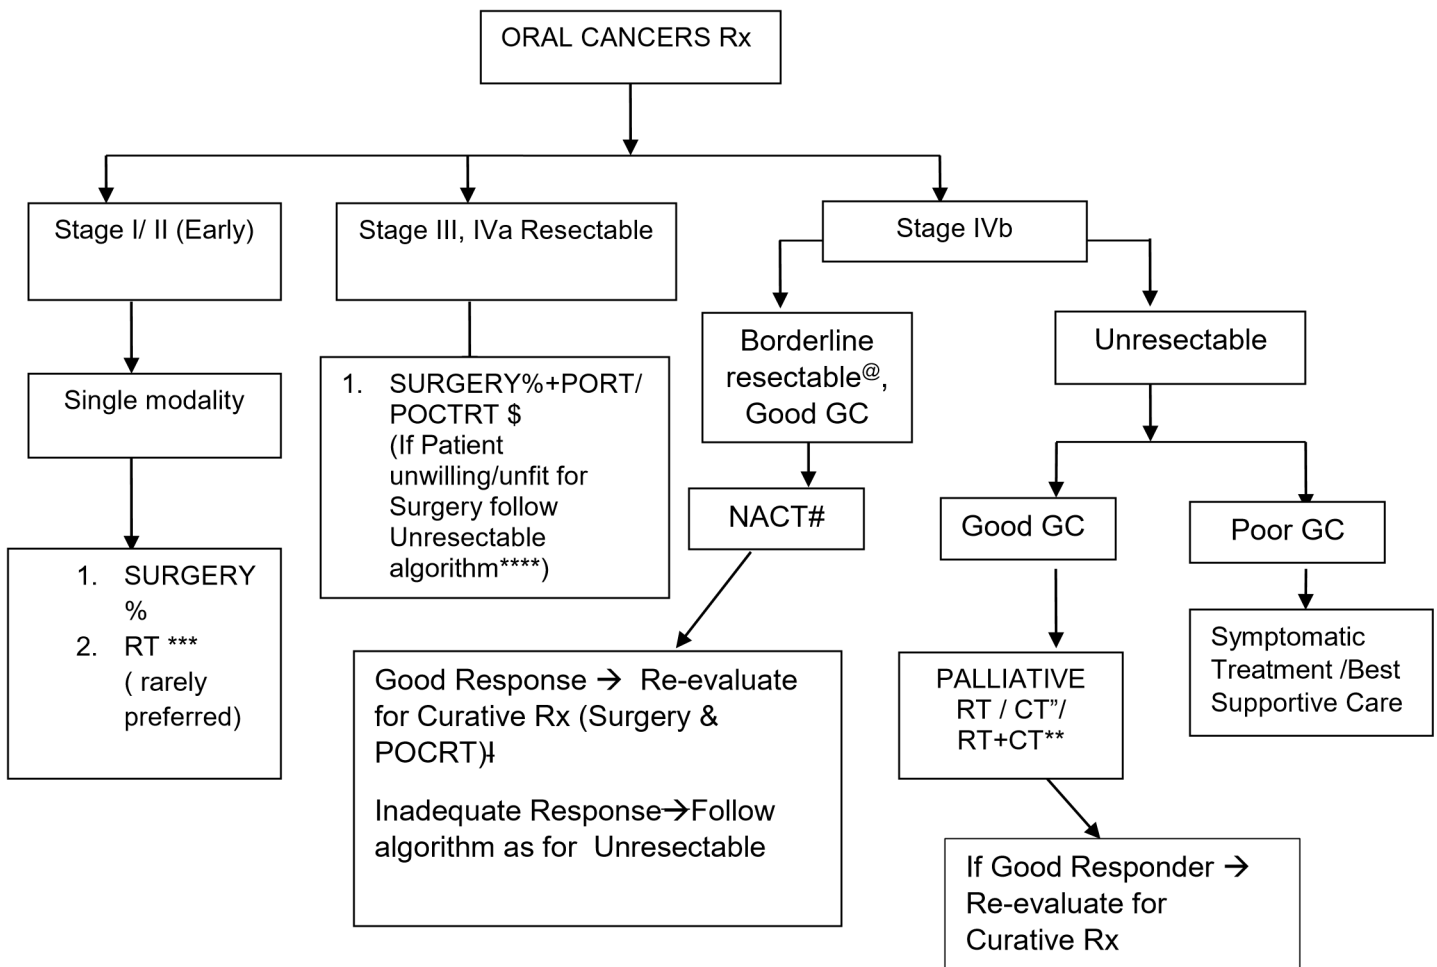 ORAL CANCERS Rx
Stage I/ II (Early)
Stage III, IVa Resectable
Stage IVb
Single modality
1. SURGERY
%
2. RT ***
( rarely
preferred)
1. SURGERY%+PORT/
POCTRT $
(If Patient
unwilling/unfit for
Surgery follow
Unresectable
algorithm****)
Borderline
resectable@,
Good GC
NACT#
Good Response → Re-evaluate
for Curative Rx (Surgery &
POCRT)ꟾ
Inadequate Response→Follow
algorithm as for Unresectable
Unresectable
Good GC
PALLIATIVE
RT / CT”/
RT+CT**
If Good Responder →
Re-evaluate for
Curative Rx
Poor GC
Symptomatic
Treatment /Best
Supportive Care